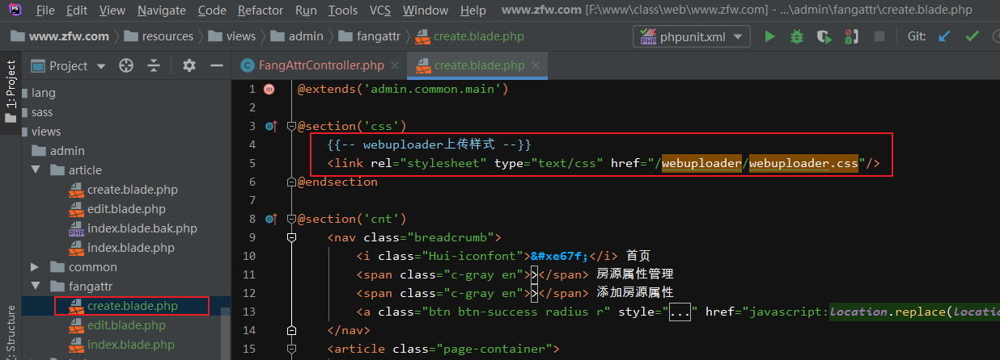 File Edit View Navigate Code Refactor Run Tools VCS Window Help www.zfw.com [F:\www\class\web\www.zfw.com] - ...\admin\fangattr\create.blade.php
www.zfw.com resources views admin fangattr create.blade.php phpunit.xml Git:
1: Project
Project
FangAttrController.php create.blade.php
lang
sass
views
admin
article
create.blade.php
edit.blade.php
index.blade.bak.php
index.blade.php
common
fangattr
create.blade.php
edit.blade.php
index.blade.php
Structure
1 @extends('admin.common.main')
2
3 @section('css')
4 {{-- webuploader上传样式 --}}
5 <link rel="stylesheet" type="text/css" href="/webuploader/webuploader.css"/>
6 @endsection
7
8 @section('cnt')
9 <nav class="breadcrumb">
10 <i class="Hui-iconfont">&#xe67f;</i> 首页
11 <span class="c-gray en">></span> 房源属性管理
12 <span class="c-gray en">></span> 添加房源属性
13 <a class="btn btn-success radius r" style="..." href="javascript:location.replace(locatio
14 </nav>
15 <article class="page-container">